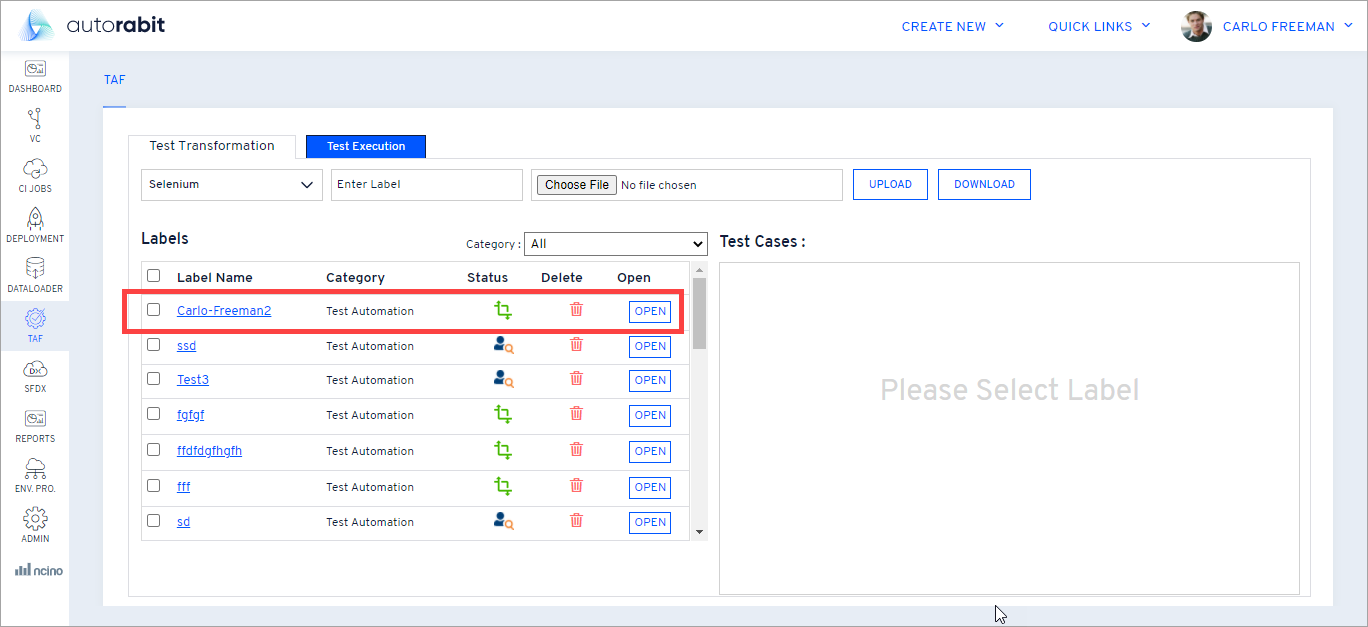 autorabit
CREATE NEW
QUICK LINKS
CARLO FREEMAN
DASHBOARD
VC
CI JOBS
DEPLOYMENT
DATALOADER
TAF
SFDX
REPORTS
ENV. PRO.
ADMIN
ncino
TAF
Test Transformation
Test Execution
Selenium
Enter Label
Choose File No file chosen
UPLOAD
DOWNLOAD
Labels
Category : All
Label Name Category Status Delete Open
Carlo-Freeman2 Test Automation OPEN
ssd Test Automation OPEN
Test3 Test Automation OPEN
fgfgf Test Automation OPEN
ffdfdgfhgfh Test Automation OPEN
fff Test Automation OPEN
sd Test Automation OPEN
Test Cases :
Please Select Label